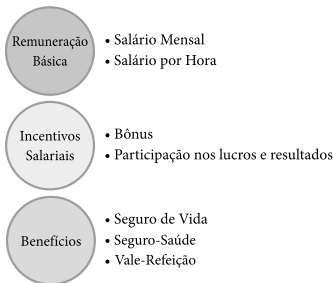 Remuneração
Básica
• Salário Mensal
• Salário por Hora
Incentivos
Salariais
• Bônus
• Participação nos lucros e resultados
Benefícios
• Seguro de Vida
• Seguro-Saúde
• Vale-Refeição